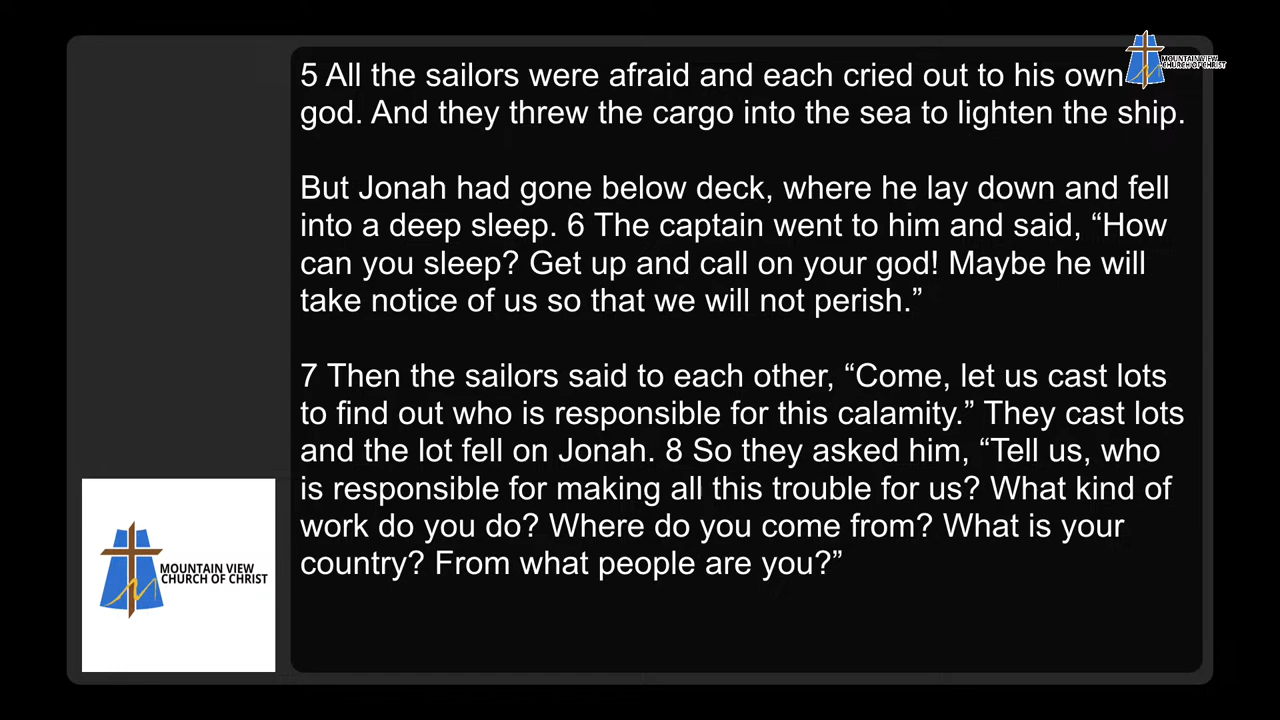 MOUNTAIN VIEW
CHURCH OF CHRIST
5 All the sailors were afraid and each cried out to his own
god. And they threw the cargo into the sea to lighten the ship.
But Jonah had gone below deck, where he lay down and fell
into a deep sleep. 6 The captain went to him and said, “How
can you sleep? Get up and call on your god! Maybe he will
take notice of us so that we will not perish.”
7 Then the sailors said to each other, “Come, let us cast lots
to find out who is responsible for this calamity.” They cast lots
and the lot fell on Jonah. 8 So they asked him, “Tell us, who
is responsible for making all this trouble for us? What kind of
work do you do? Where do you come from? What is your
country? From what people are you?”
MOUNTAIN VIEW
CHURCH OF CHRIST